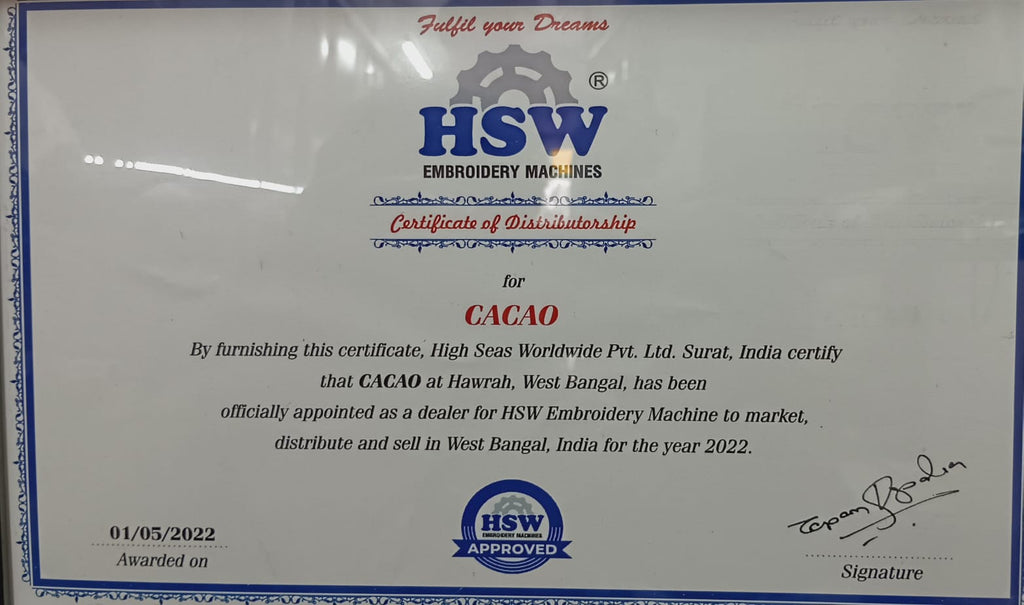 Fulfil your Dreams
HSW®
EMBROIDERY MACHINES
Certificate of Distributorship
for
CACAO
By furnishing this certificate, High Seas Worldwide Pvt. Ltd. Surat, India certify
that CACAO at Hawrah, West Bangal, has been
officially appointed as a dealer for HSW Embroidery Machine to market,
distribute and sell in West Bangal, India for the year 2022.
HSW
EMBROIDERY MACHINES
APPROVED
01/05/2022
Awarded on
Signature